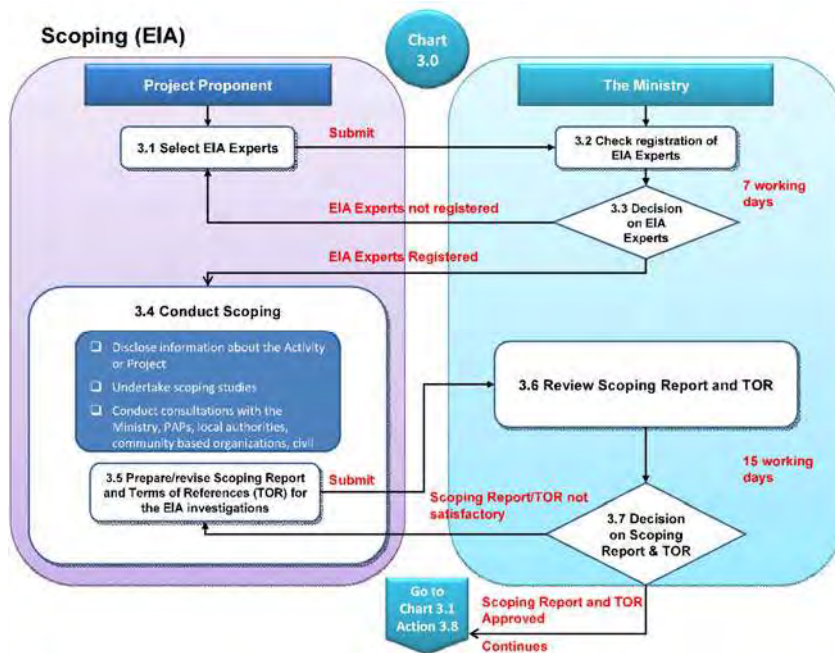 Scoping (EIA)
Chart
3.0
Project Proponent
The Ministry
3.1 Select EIA Experts
Submit
3.2 Check registration of
EIA Experts
7 working
days
EIA Experts not registered
3.3 Decision
on EIA
Experts
EIA Experts Registered
3.4 Conduct Scoping
❑ Disclose information about the Activity
or Project
❑ Undertake scoping studies
❑ Conduct consultations with the
Ministry, PAPs, local authorities,
community based organizations, civil
3.6 Review Scoping Report and TOR
3.5 Prepare/revise Scoping Report
and Terms of References (TOR) for
the EIA investigations
Submit
15 working
days
Scoping Report/TOR not
satisfactory
3.7 Decision
on Scoping
Report & TOR
Go to
Chart 3.1
Action 3.8
Scoping Report and TOR
Approved
Continues